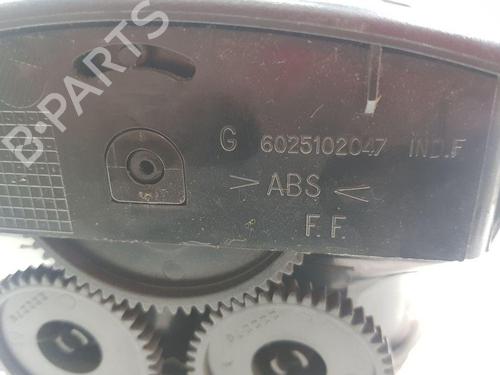 B-PARTS
G 6025102047 IND.F
> ABS <
F.F.